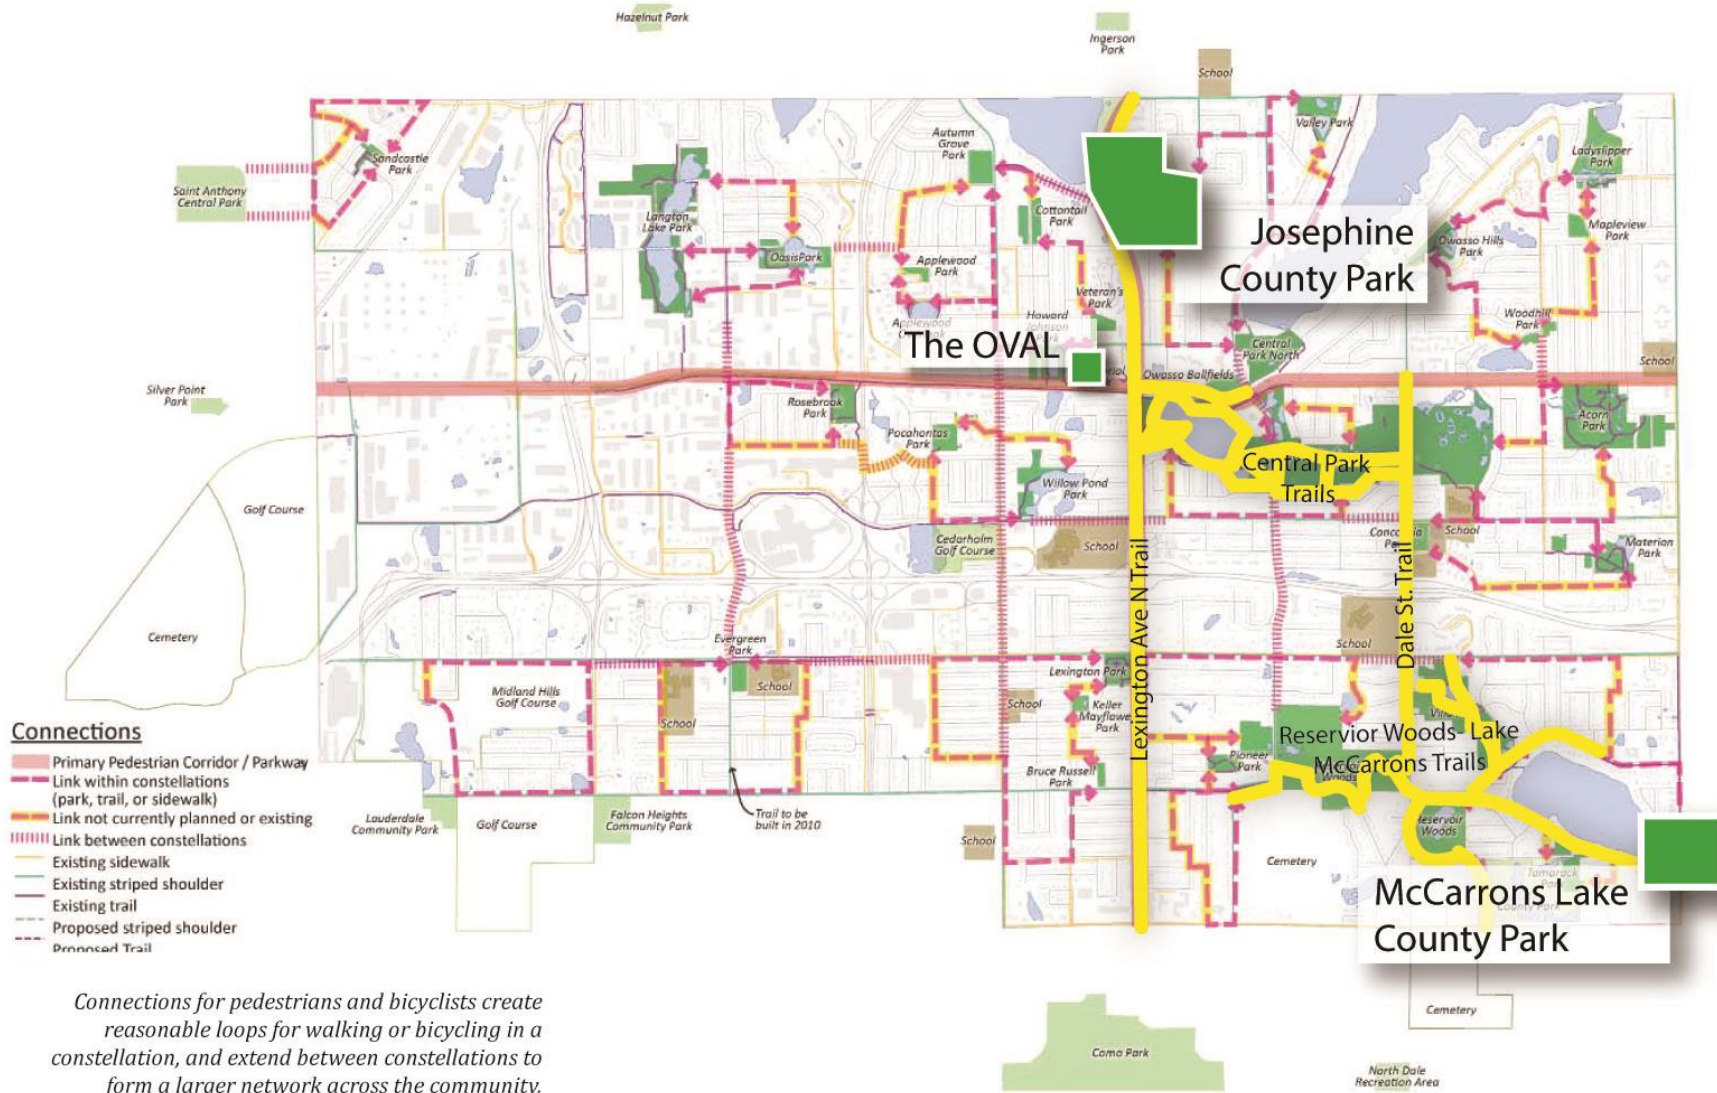 Hazelnut Park
Ingerson
Park
School
Valley Park
Autumn
Grove
Park
Sandcastle
Park
Ladyslipper
Park
Saint Anthony
Central Park
Langton
Lake Park
Cottontail
Park
Mapleview
Park
Josephine
County Park
Owasso Hills
Park
OasisPark
Applewood
Park
Veteran's
Park
Howard
Johnson
Woodhill
Park
Applewood
The OVAL
Central
Park North
School
Owasso Ballfields
Silver Point
Park
Rosebrook
Park
Acorn
Park
Pocahontas
Park
Central Park
Trails
Willow Pond
Park
Golf Course
Cedarholm
Golf Course
School
School
Materion
Park
Lexington Ave N Trail
Dale St. Trail
Cemetery
School
Evergreen
Park
Lexington Park
Midland Hills
Golf Course
School
School
School
Keller
Mayflower
Park
Reservior Woods- Lake
McCarrons Trails
Pioneer
Park
Woods
Bruce Russell
Park
Connections
Primary Pedestrian Corridor / Parkway
Link within constellations
(park, trail, or sidewalk)
Link not currently planned or existing
Link between constellations
Existing sidewalk
Existing striped shoulder
Existing trail
Proposed striped shoulder
Proposed Trail
Lauderdale
Community Park
Golf Course
Falcon Heights
Community Park
Trail to be
built in 2010
School
Reservoir
Woods
Cemetery
Tamarack
County Park
McCarrons Lake
County Park
Cemetery
Connections for pedestrians and bicyclists create
reasonable loops for walking or bicycling in a
constellation, and extend between constellations to
form a larger network across the community.
Como Park
North Dale
Recreation Area